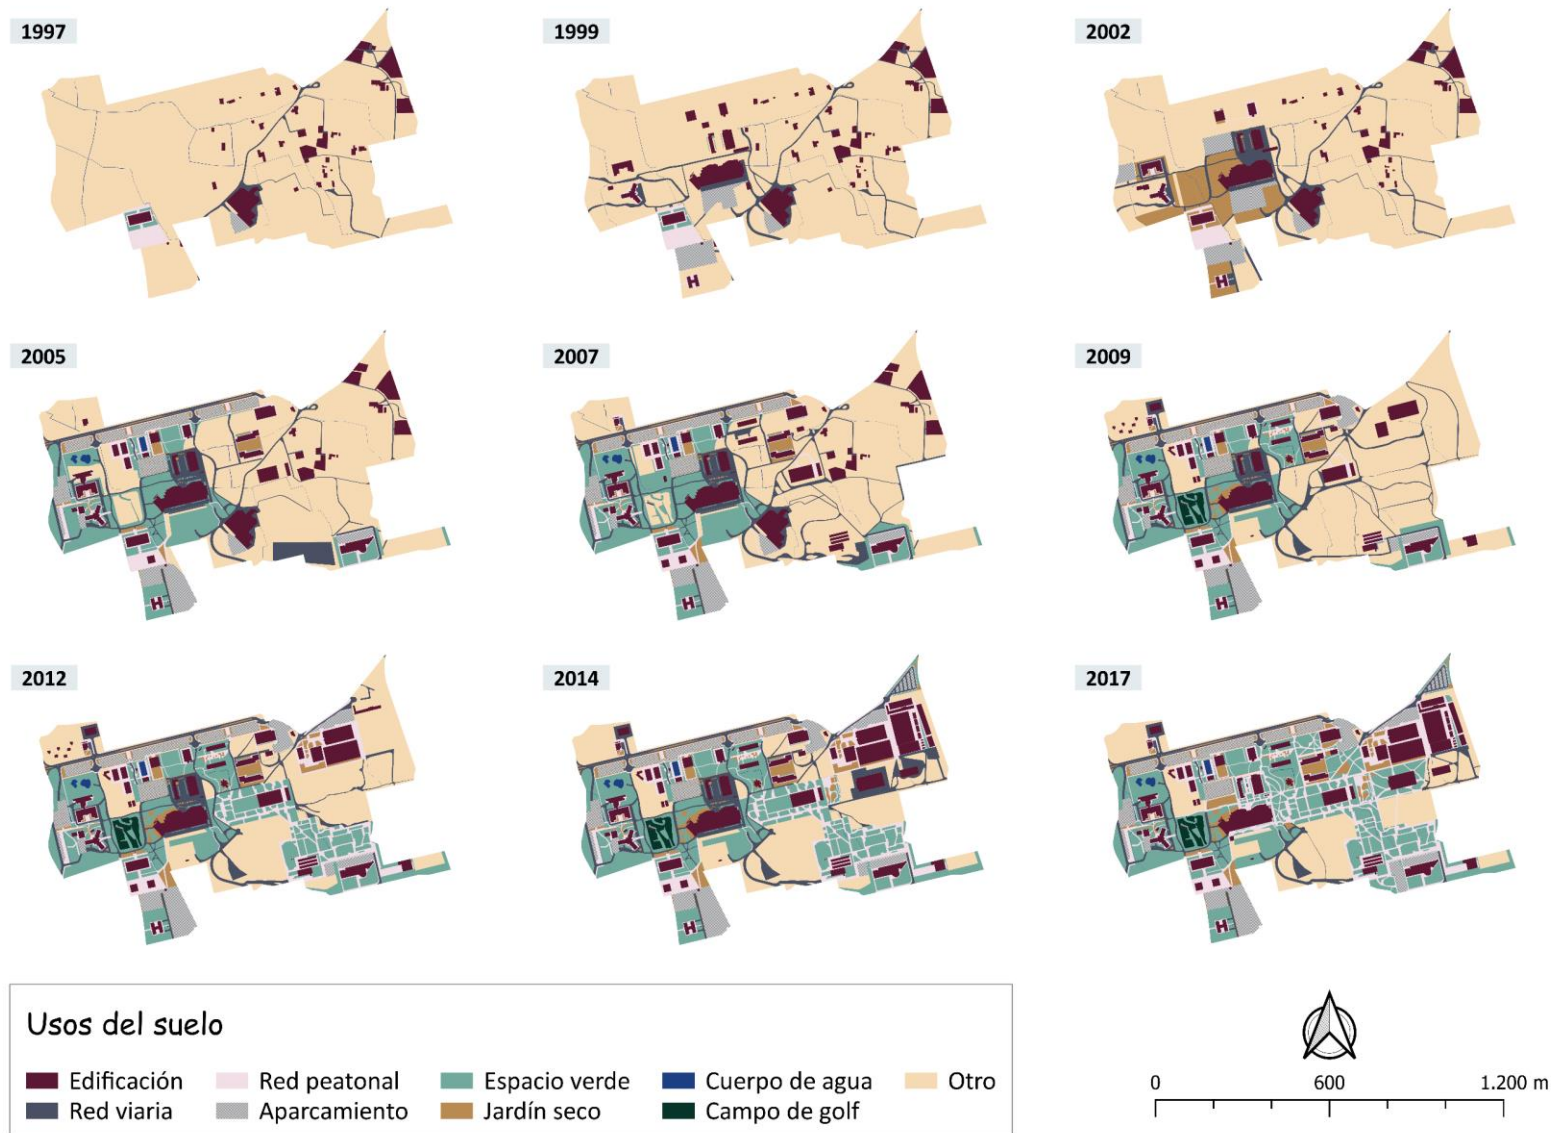 1997
1999
2002
2005
2007
2009
2012
2014
2017
Usos del suelo
Edificación
Red peatonal
Espacio verde
Cuerpo de agua
Otro
Red viaria
Aparcamiento
Jardín seco
Campo de golf
0
600
1.200 m